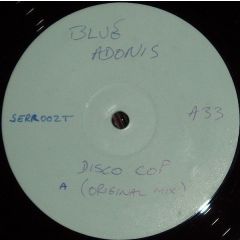 BLUE
ADONIS
SERR002T
A33
DISCO COP
A (ORIGINAL MIX)